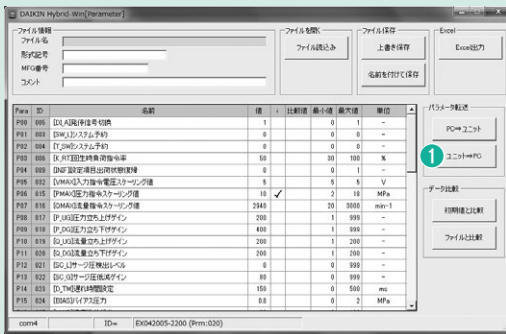 DAIKIN Hybrid-Win[Parameter]
ファイル情報
ファイル名
形式記号
MFG番号
コメント
ファイルを開く
ファイル読込み
ファイル保存
上書き保存
名前を付けて保存
Excel
Excel出力
Para ID 名前 値 ✓ 比較値 最小値 最大値 単位
P00 005 [DI_A]発停信号切換 1 0 1 -
P01 003 [SW_L]システム予約 0 0 0 -
P02 004 [T_SW]システム予約 0 0 0 -
P03 006 [K_RT]回生時負荷指令率 50 30 100 %
P04 009 [INIF]設定項目出荷状態復帰 0 0 1 -
P05 032 [VMAX]入力指令電圧スケーリング値 5 5 5 V
P06 015 [PMAX]圧力指令スケーリング値 18 ✓ 2 18 MPa
P07 016 [QMAX]流量指令スケーリング値 2940 20 3000 min-1
P08 017 [P_UG]圧力立ち上げゲイン 200 1 999 -
P09 018 [P_DG]圧力立ち下げゲイン 400 1 999 -
P10 019 [Q_UG]流量立ち上げゲイン 200 1 999 -
P11 020 [Q_DG]流量立ち下げゲイン 200 1 999 -
P12 021 [SC_L]サージ圧検出レベル 0 0 999 -
P13 022 [SC_G]サージ圧低減ゲイン 80 0 999 -
P14 023 [D_TM]遅れ時間設定 150 0 500 ms
P15 024 [BIAS]バイアス圧力 0.8 0 2 MPa
パラメータ転送
PC⇒ユニット
1 ユニット⇒PC
データ比較
初期値と比較
ファイルと比較
com4 ID= EX042005-2200 (Prm:020)